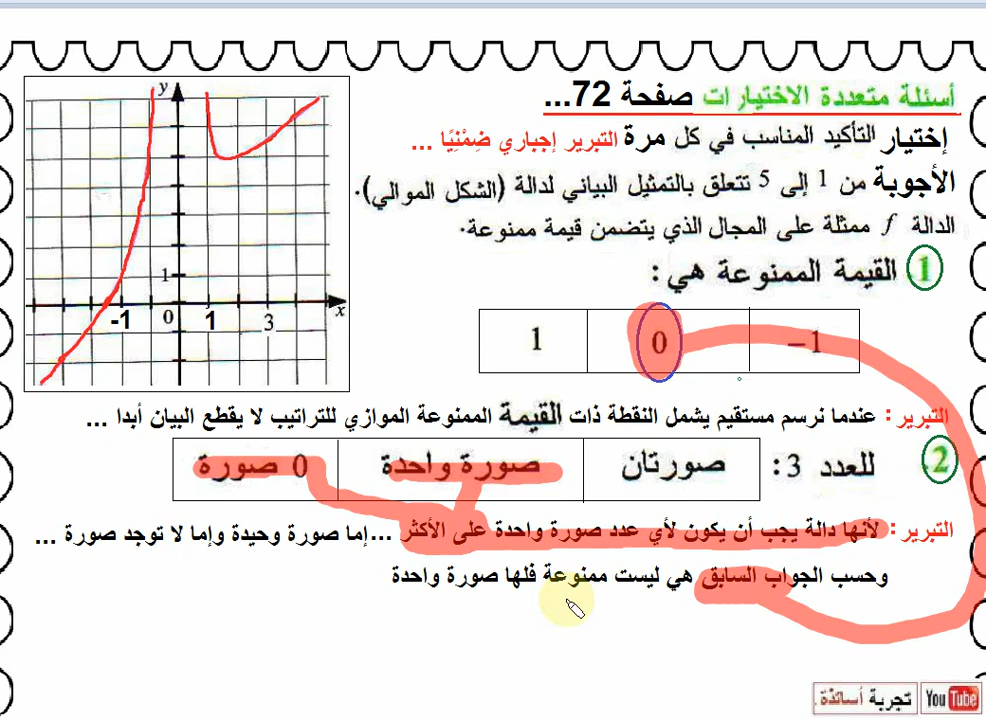 أسئلة متعددة الاختيارات صفحة 72...
إختيار التأكيد المناسب في كل مرة التبرير إجباري ضِمْنِيًا ...
الأجوبة من 1 إلى 5 تتعلق بالتمثيل البياني لدالة (الشكل الموالي).
الدالة f ممثلة على المجال الذي يتضمن قيمة ممنوعة.
1. القيمة الممنوعة هي:
-1 0 1
التبرير: عندما نرسم مستقيم يشمل النقطة ذات القيمة الممنوعة الموازي للتراتيب لا يقطع البيان أبدا ...
2. للعدد 3: صورتان صورة واحدة 0 صورة
التبرير: لأنها دالة يجب أن يكون لأي عدد صورة واحدة على الأكثر ...إما صورة وحيدة وإما لا توجد صورة ...
وحسب الجواب السابق هي ليست ممنوعة فلها صورة واحدة
y
1
-1 0 1 3 x
تجربة أساتذة. YouTube